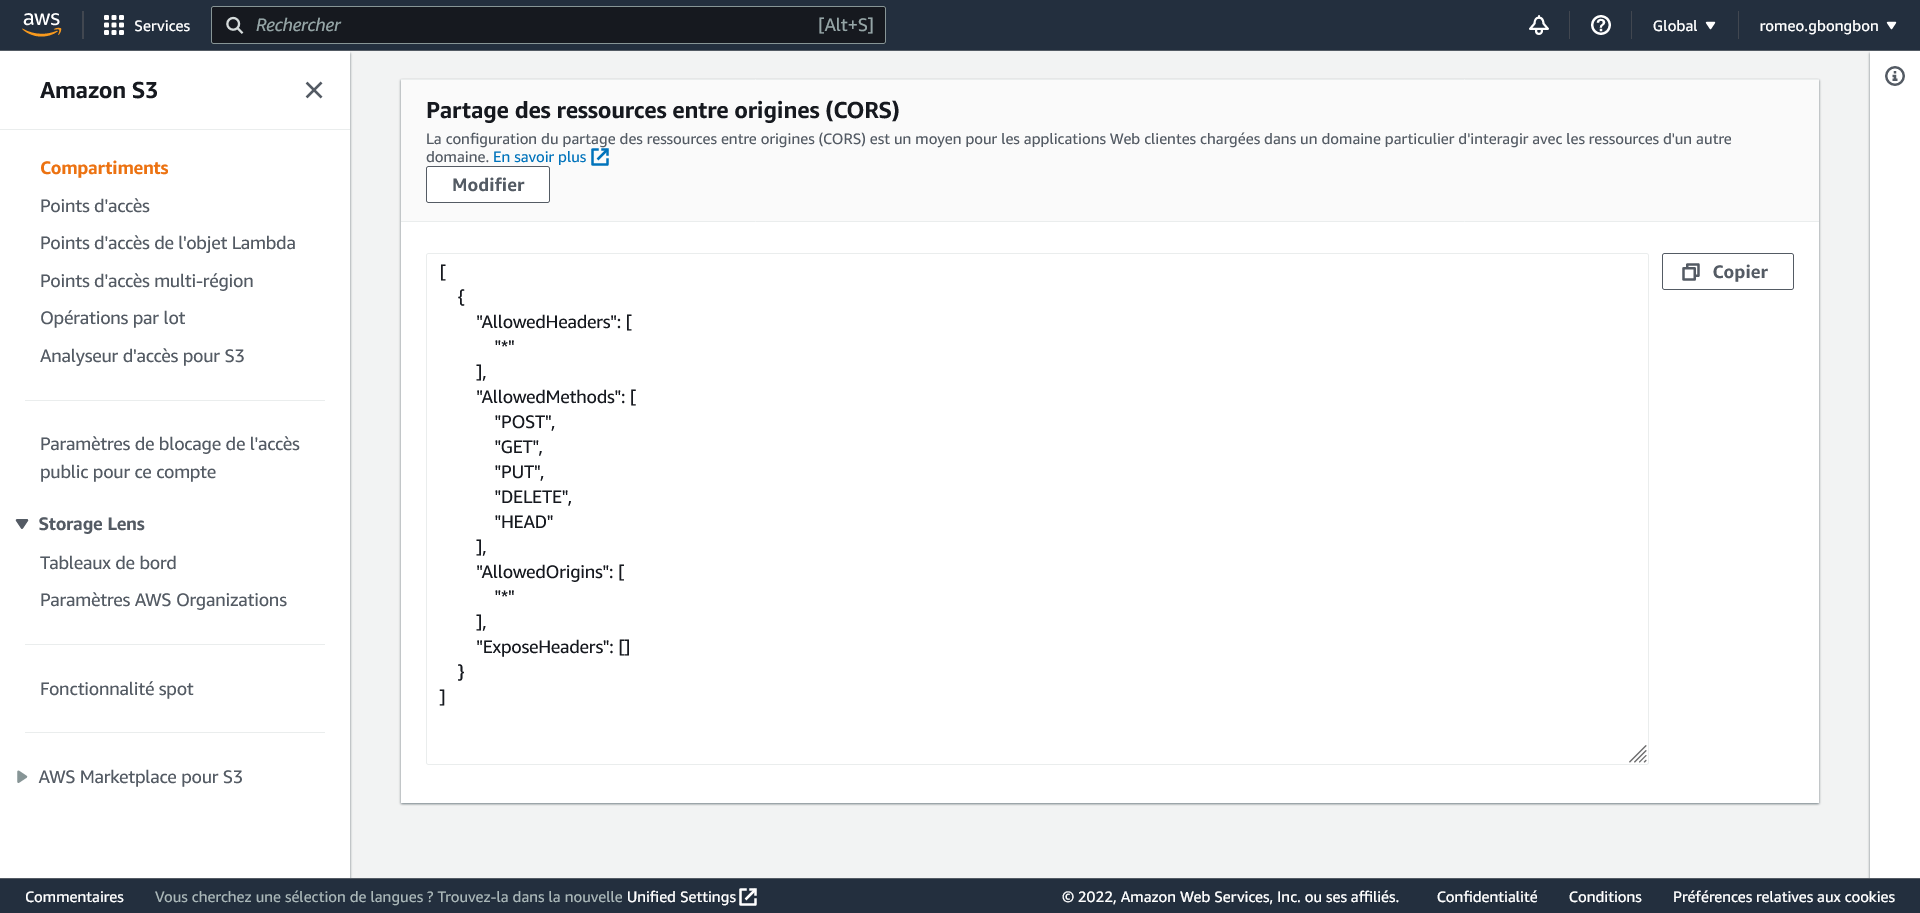 aws
Services
Rechercher
[Alt+S]
Global
romeo.gbongbon
Amazon S3
Compartiments
Points d'accès
Points d'accès de l'objet Lambda
Points d'accès multi-région
Opérations par lot
Analyseur d'accès pour S3
Paramètres de blocage de l'accès
public pour ce compte
Storage Lens
Tableaux de bord
Paramètres AWS Organizations
Fonctionnalité spot
AWS Marketplace pour S3
Partage des ressources entre origines (CORS)
La configuration du partage des ressources entre origines (CORS) est un moyen pour les applications Web clientes chargées dans un domaine particulier d'interagir avec les ressources d'un autre
domaine. En savoir plus
Modifier
Copier
[
{
"AllowedHeaders": [
"*"
],
"AllowedMethods": [
"POST",
"GET",
"PUT",
"DELETE",
"HEAD"
],
"AllowedOrigins": [
"*"
],
"ExposeHeaders": []
}
]
Commentaires
Vous cherchez une sélection de langues ? Trouvez-la dans la nouvelle Unified Settings
© 2022, Amazon Web Services, Inc. ou ses affiliés.
Confidentialité
Conditions
Préférences relatives aux cookies